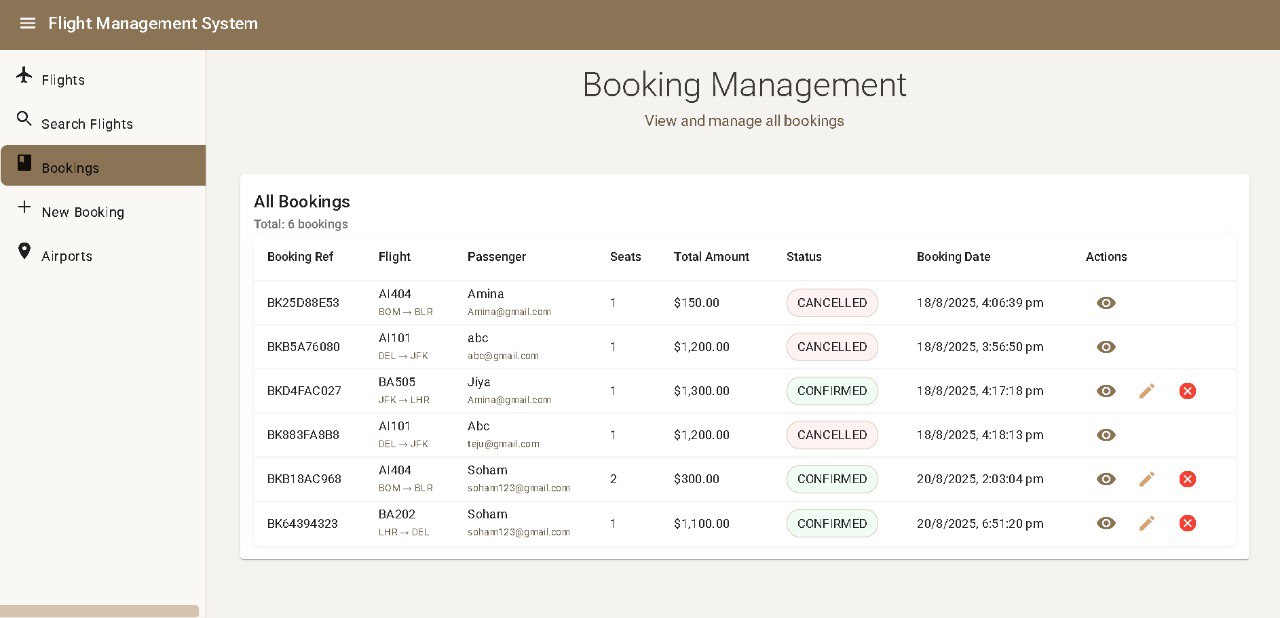 Flight Management System
Flights
Search Flights
Bookings
New Booking
Airports
Booking Management
View and manage all bookings
All Bookings
Total: 6 bookings
Booking Ref Flight Passenger Seats Total Amount Status Booking Date Actions
BK25D88E53 AI404 BOM → BLR Amina Amina@gmail.com 1 $150.00 CANCELLED 18/8/2025, 4:06:39 pm
BKB5A76080 AI101 DEL → JFK abc abc@gmail.com 1 $1,200.00 CANCELLED 18/8/2025, 3:56:50 pm
BKD4FAC027 BA505 JFK → LHR Jiya Amina@gmail.com 1 $1,300.00 CONFIRMED 18/8/2025, 4:17:18 pm
BK883FA8B8 AI101 DEL → JFK Abc teju@gmail.com 1 $1,200.00 CANCELLED 18/8/2025, 4:18:13 pm
BKB18AC968 AI404 BOM → BLR Soham soham123@gmail.com 2 $300.00 CONFIRMED 20/8/2025, 2:03:04 pm
BK64394323 BA202 LHR → DEL Soham soham123@gmail.com 1 $1,100.00 CONFIRMED 20/8/2025, 6:51:20 pm